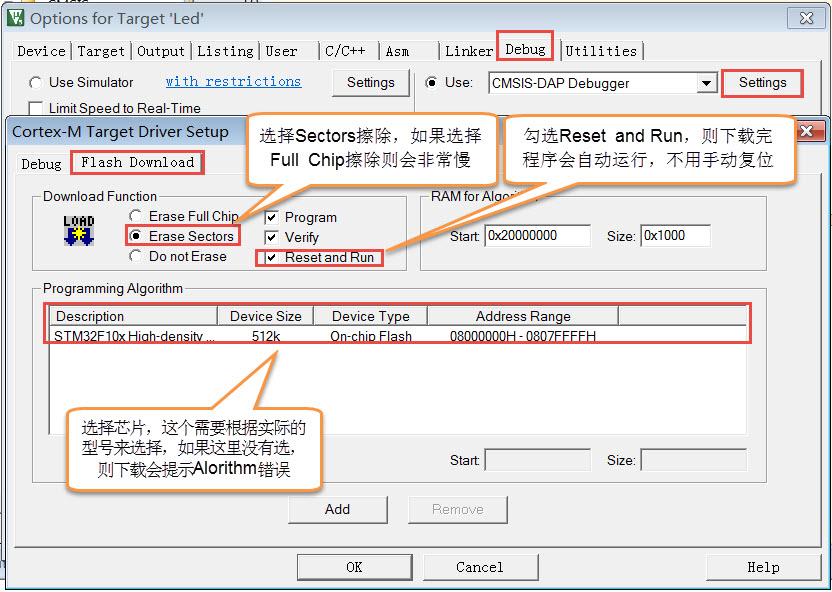 Options for Target 'Led'
Device Target Output Listing User C/C++ Asm Linker Debug Utilities
Use Simulator with restrictions Settings Use: CMSIS-DAP Debugger Settings
Limit Speed to Real-Time
Cortex-M Target Driver Setup
选择Sectors擦除，如果选择
Full Chip擦除则会非常慢
勾选Reset and Run，则下载完
程序会自动运行，不用手动复位
Debug Flash Download
Download Function
LOAD
Erase Full Chip
Erase Sectors
Do not Erase
Program
Verify
Reset and Run
RAM for
Start: 0x20000000 Size: 0x1000
Programming Algorithm
Description Device Size Device Type Address Range
STM32F10x High-density ... 512k On-chip Flash 08000000H - 0807FFFFH
选择芯片，这个需要根据实际的
型号来选择，如果这里没有选，
则下载会提示Alorithm错误
Start: Size:
Add Remove
OK Cancel Help